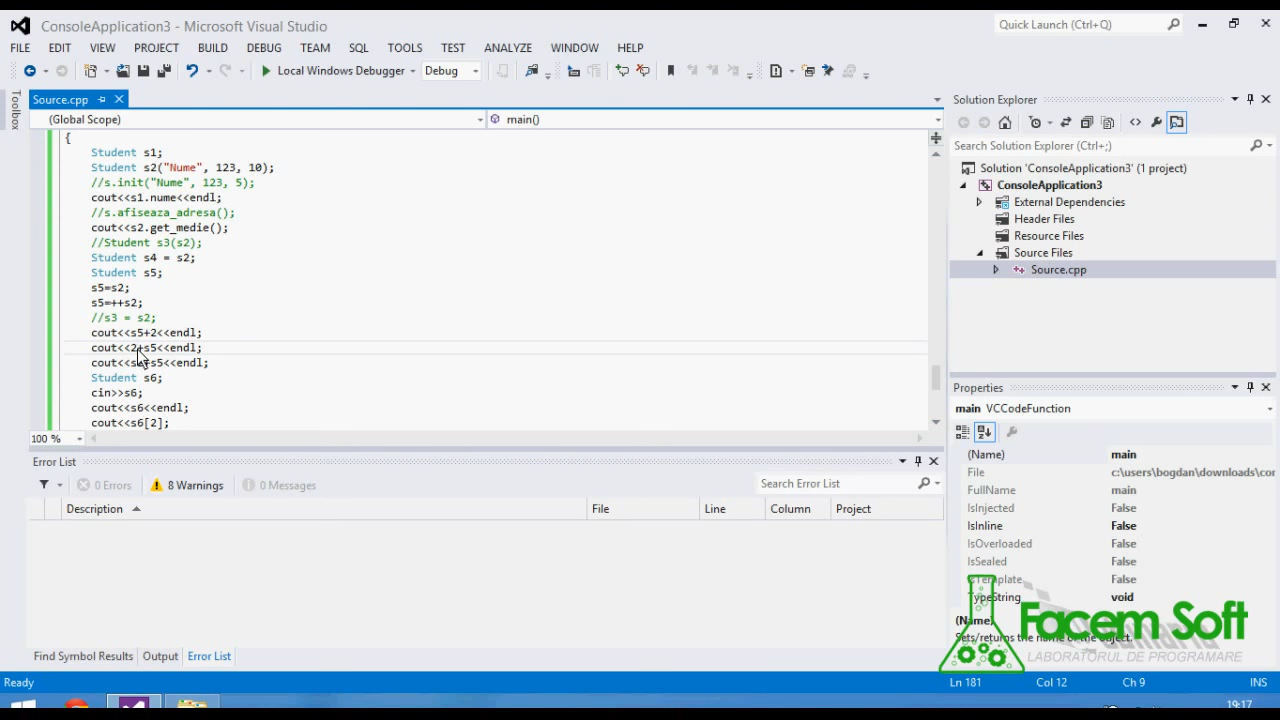 ConsoleApplication3 - Microsoft Visual Studio
Quick Launch (Ctrl+Q)
FILE EDIT VIEW PROJECT BUILD DEBUG TEAM SQL TOOLS TEST ANALYZE WINDOW HELP
Local Windows Debugger Debug
Toolbox
Source.cpp
(Global Scope) main()
{
Student s1;
Student s2("Nume", 123, 10);
//s.init("Nume", 123, 5);
cout<<s1.nume<<endl;
//s.afiseaza_adresa();
cout<<s2.get_medie();
//Student s3(s2);
Student s4 = s2;
Student s5;
s5=s2;
s5=++s2;
//s3 = s2;
cout<<s5+2<<endl;
cout<<2+s5<<endl;
+s5<<endl;
Student s6;
cin>>s6;
cout<<s6<<endl;
cout<<s6[2];
100 %
Error List
0 Errors 8 Warnings 0 Messages
Search Error List
Description File Line Column Project
Find Symbol Results Output Error List
Solution Explorer
Search Solution Explorer (Ctrl+;)
Solution 'ConsoleApplication3' (1 project)
ConsoleApplication3
External Dependencies
Header Files
Resource Files
Source Files
Source.cpp
Properties
main VCCodeFunction
(Name) main
File c:\users\bogdan\downloads\cor
FullName main
IsInjected False
IsInline False
IsOverloaded False
IsSealed False
IsTemplate False
TypeString void
(Name)
Sets/returns the name of the object.
Facem Soft
LABORATORUL DE PROGRAMARE
Ready Ln 181 Col 12 Ch 9 INS
19:17